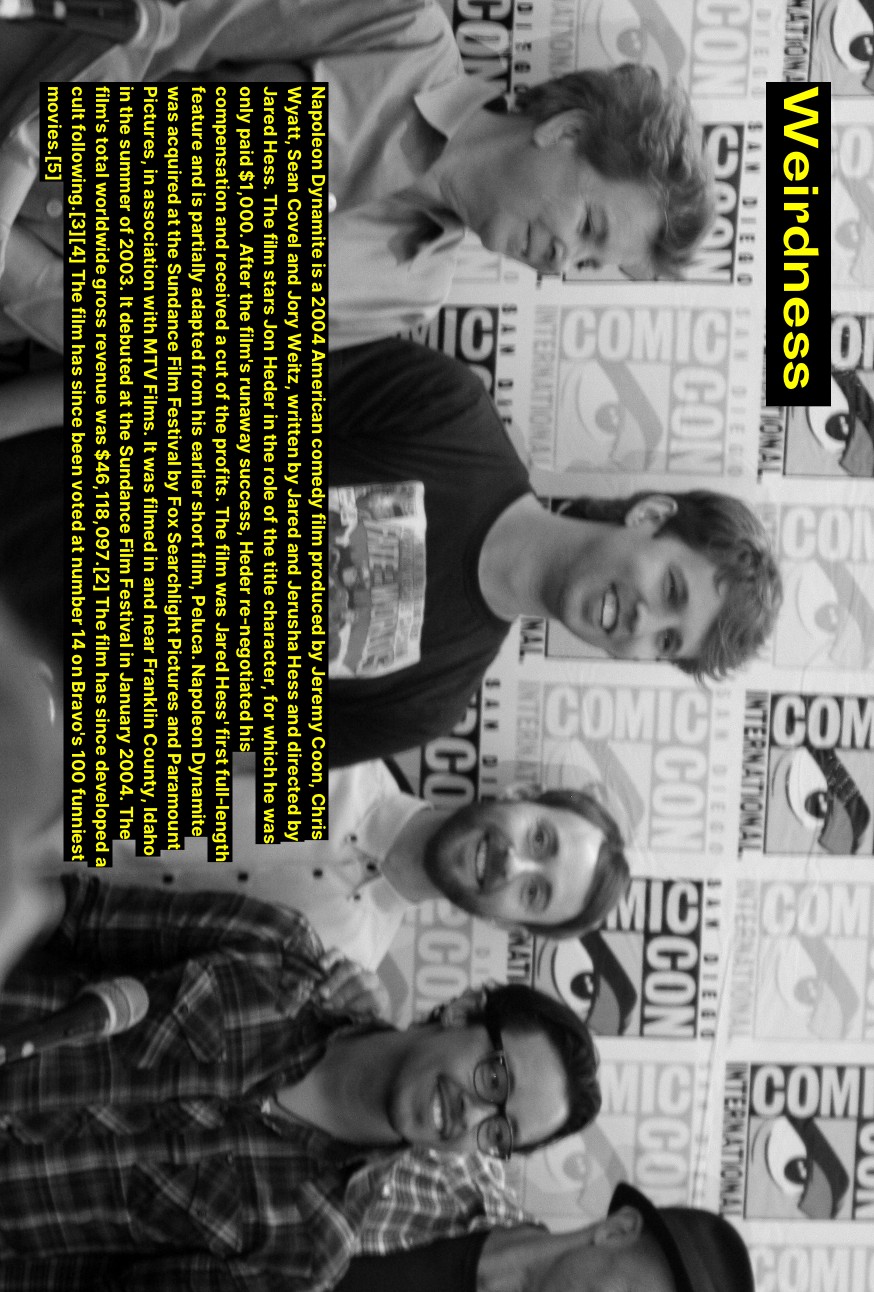 Weirdness
Napoleon Dynamite is a 2004 American comedy film produced by Jeremy Coon, Chris
Wyatt, Sean Covel and Jory Weitz, written by Jared and Jerusha Hess and directed by
Jared Hess. The film stars Jon Heder in the role of the title character, for which he was
only paid $1,000. After the film's runaway success, Heder re-negotiated his
compensation and received a cut of the profits. The film was Jared Hess' first full-length
feature and is partially adapted from his earlier short film, Peluca. Napoleon Dynamite
was acquired at the Sundance Film Festival by Fox Searchlight Pictures and Paramount
Pictures, in association with MTV Films. It was filmed in and near Franklin County, Idaho
in the summer of 2003. It debuted at the Sundance Film Festival in January 2004. The
film's total worldwide gross revenue was $46,118,097.[2] The film has since developed a
cult following.[3][4] The film has since been voted at number 14 on Bravo's 100 funniest
movies.[5]
SAN DIEGO
COMIC CON
INTERNATIONAL